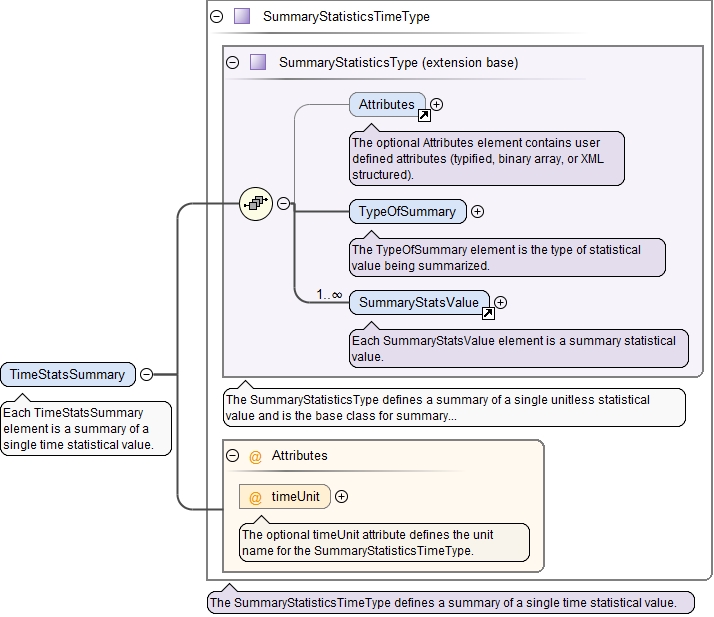 SummaryStatisticsTimeType
SummaryStatisticsType (extension base)
Attributes
The optional Attributes element contains user
defined attributes (typified, binary array, or XML
structured).
TypeOfSummary
The TypeOfSummary element is the type of statistical
value being summarized.
1..∞
SummaryStatsValue
Each SummaryStatsValue element is a summary statistical
value.
TimeStatsSummary
Each TimeStatsSummary
element is a summary of a
single time statistical value.
The SummaryStatisticsType defines a summary of a single unitless statistical
value and is the base class for summary...
@ Attributes
@ timeUnit
The optional timeUnit attribute defines the unit
name for the SummaryStatisticsTimeType.
The SummaryStatisticsTimeType defines a summary of a single time statistical value.